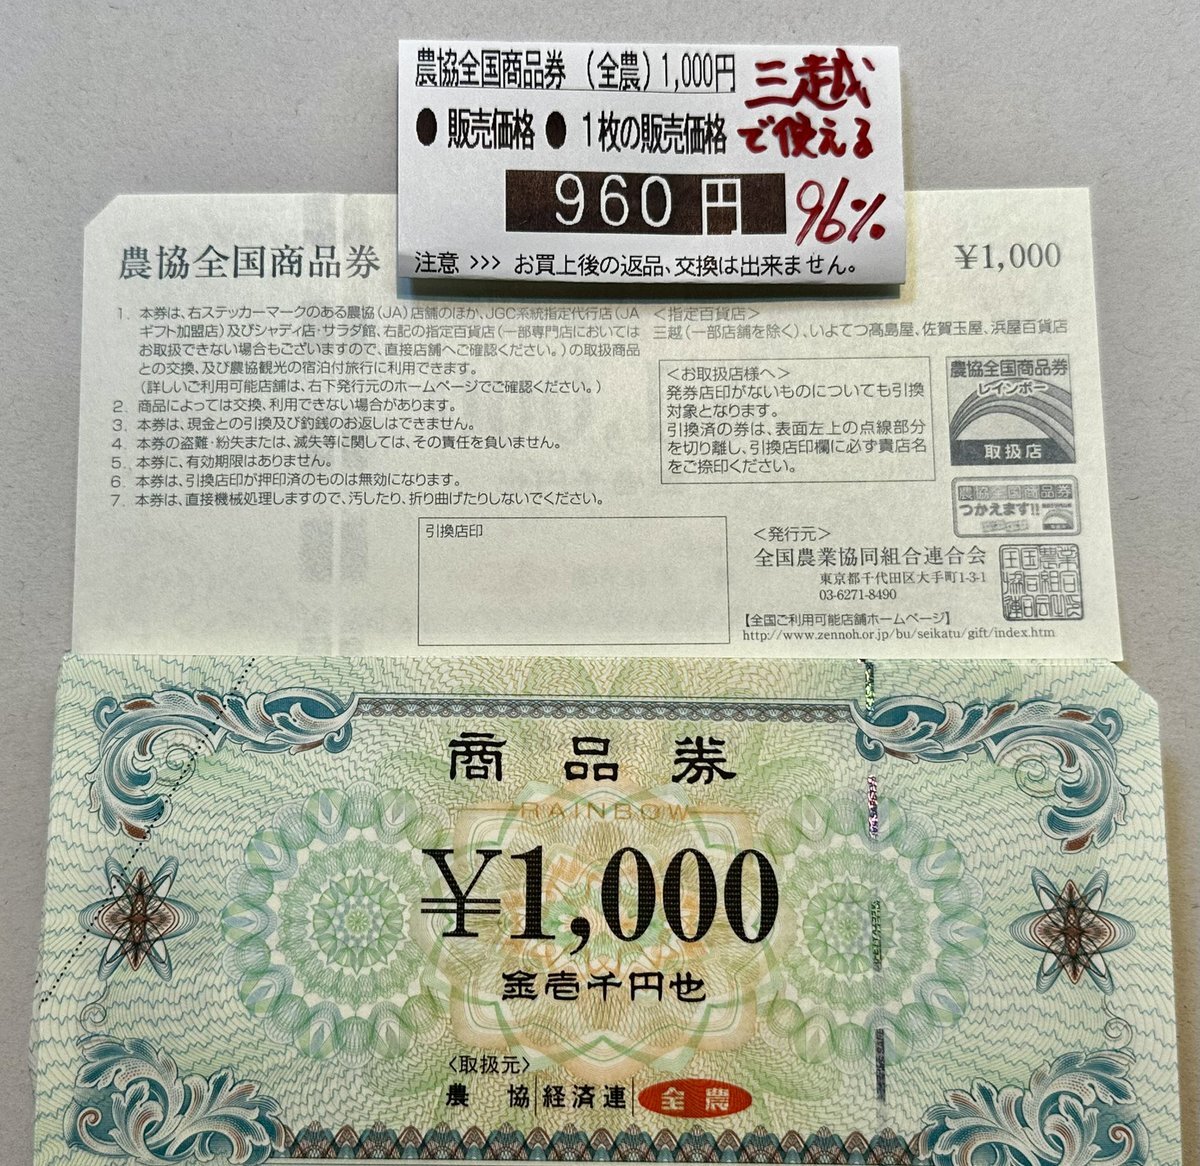 農協全国商品券（全農）1,000円
三越
で使える
● 販売価格 ● 1枚の販売価格
960円
96%
注意 >>> お買上後の返品、交換は出来ません。
農協全国商品券
¥1,000
1. 本券は、右ステッカーマークのある農協（JA）店舗のほか、JGC系統指定代行店（JA
ギフト加盟店）及びシャディ店・サラダ館、右記の指定百貨店（一部専門店においては
お取扱できない場合もございますので、直接店舗へご確認ください。）の取扱商品
との交換、及び農協観光の宿泊付旅行に利用できます。
（詳しいご利用可能店舗は、右下発行元のホームページでご確認ください。）
2. 商品によっては交換、利用できない場合があります。
3. 本券は、現金との引換及び釣銭のお返しはできません。
4. 本券の盗難・紛失または、滅失等に関しては、その責任を負いません。
5. 本券に、有効期限はありません。
6. 本券は、引換店印が押印済のものは無効になります。
7. 本券は、直接機械処理しますので、汚したり、折り曲げたりしないでください。
＜指定百貨店＞
三越（一部店舗を除く）、いよてつ髙島屋、佐賀玉屋、浜屋百貨店
＜お取扱店様へ＞
発券店印がないものについても引換
対象となります。
引換済の券は、表面左上の点線部分
を切り離し、引換店印欄に必ず貴店名
をご捺印ください。
農協全国商品券
レインボー
取扱店
農協全国商品券
つかえます!!
引換店印
＜発行元＞
全国農業協同組合連合会
東京都千代田区大手町1-3-1
03-6271-8490
【全国ご利用可能店舗ホームページ】
http://www.zennoh.or.jp/bu/seikatu/gift/index.htm
商品券
RAINBOW
¥1,000
金壱千円也
〈取扱元〉
農協|経済連|全農